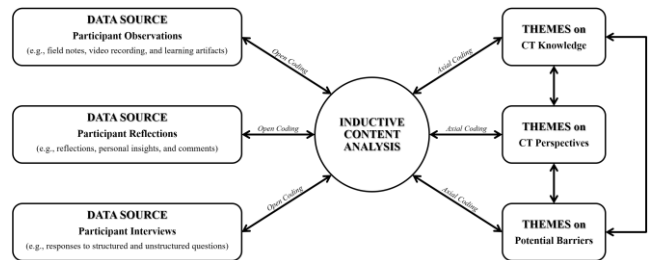 DATA SOURCE
Participant Observations
(e.g., field notes, video recording, and learning artifacts)
Open Coding
Axial Coding
THEMES on
CT Knowledge
DATA SOURCE
Participant Reflections
(e.g., reflections, personal insights, and comments)
Open Coding
INDUCTIVE
CONTENT
ANALYSIS
Axial Coding
THEMES on
CT Perspectives
DATA SOURCE
Participant Interviews
(e.g., responses to structured and unstructured questions)
Open Coding
Axial Coding
THEMES on
Potential Barriers